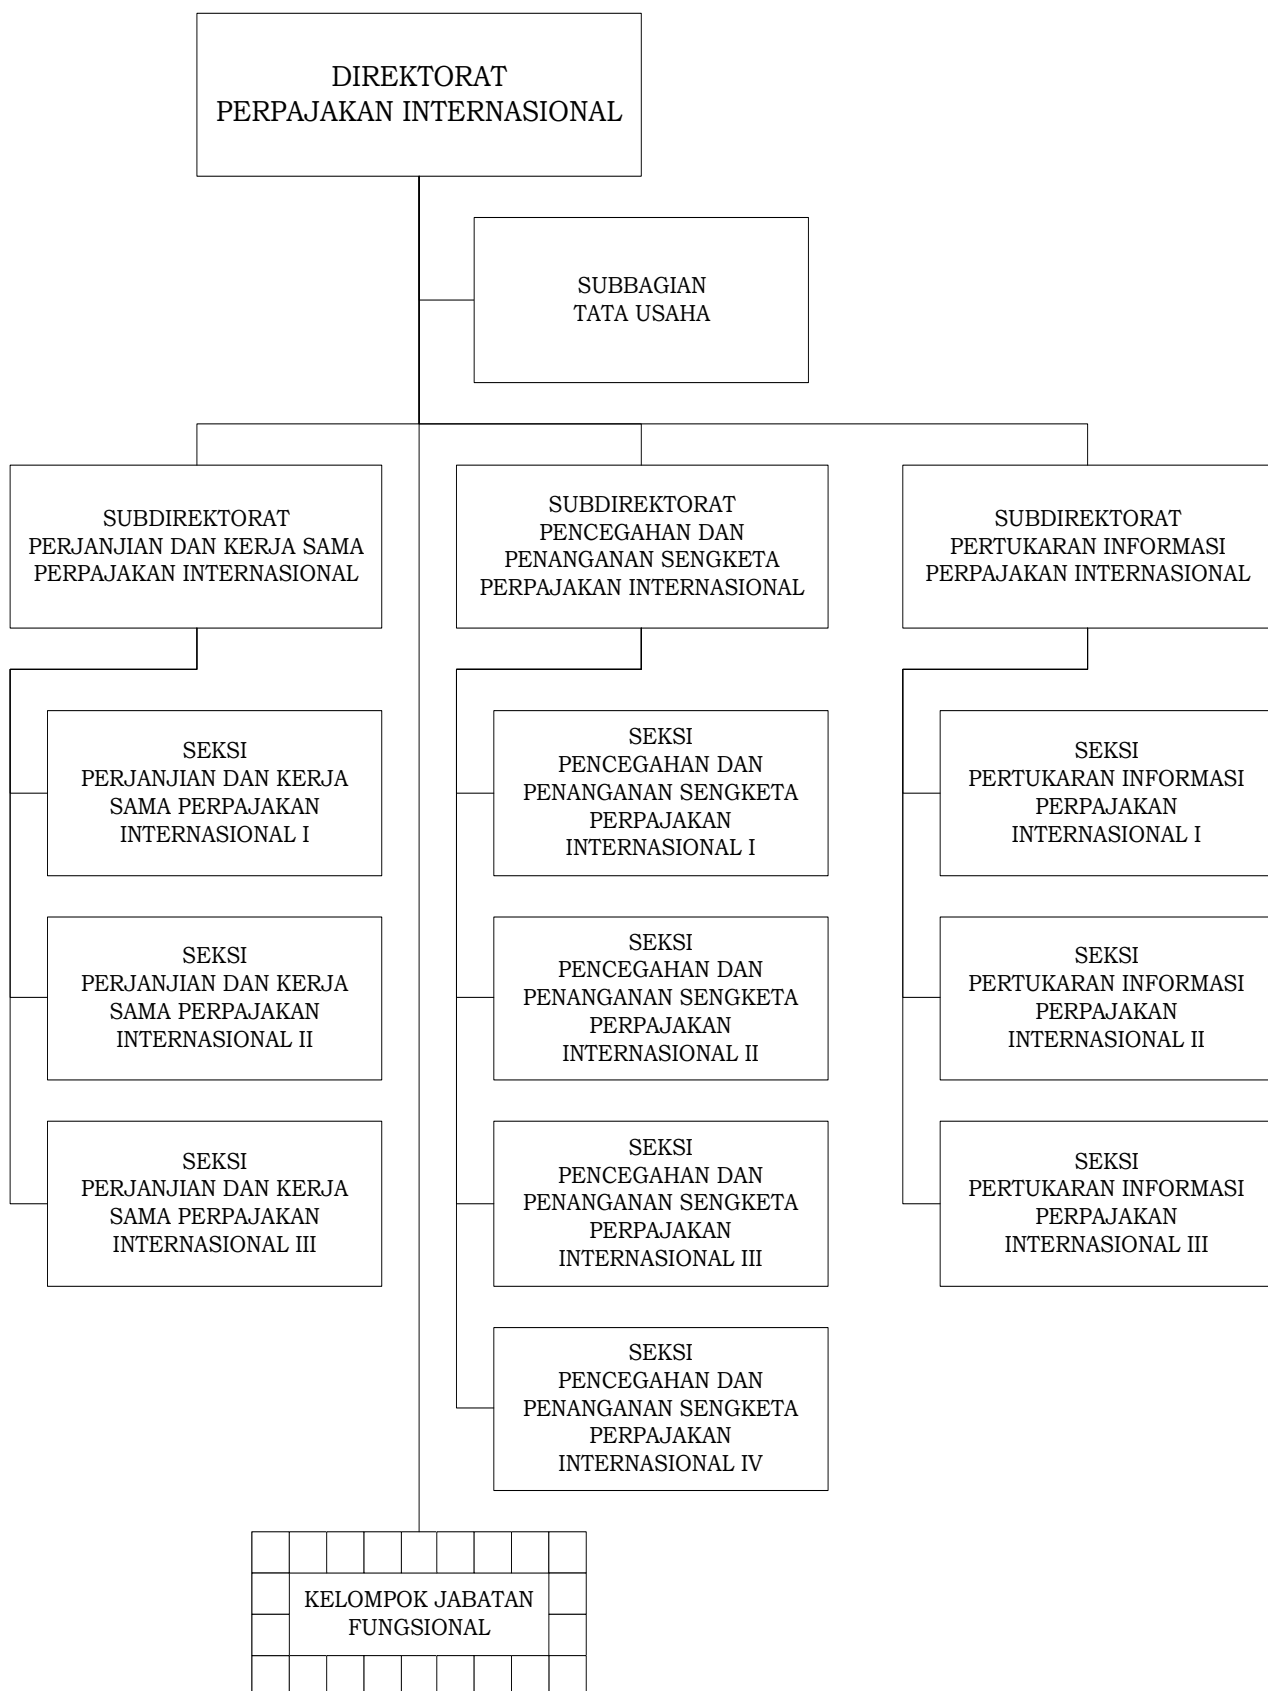 DIREKTORAT
PERPAJAKAN INTERNASIONAL
SUBBAGIAN
TATA USAHA
SUBDIREKTORAT
PERJANJIAN DAN KERJA SAMA
PERPAJAKAN INTERNASIONAL
SUBDIREKTORAT
PENCEGAHAN DAN
PENANGANAN SENGKETA
PERPAJAKAN INTERNASIONAL
SUBDIREKTORAT
PERTUKARAN INFORMASI
PERPAJAKAN INTERNASIONAL
SEKSI
PERJANJIAN DAN KERJA
SAMA PERPAJAKAN
INTERNASIONAL I
SEKSI
PENCEGAHAN DAN
PENANGANAN SENGKETA
PERPAJAKAN
INTERNASIONAL I
SEKSI
PERTUKARAN INFORMASI
PERPAJAKAN
INTERNASIONAL I
SEKSI
PERJANJIAN DAN KERJA
SAMA PERPAJAKAN
INTERNASIONAL II
SEKSI
PENCEGAHAN DAN
PENANGANAN SENGKETA
PERPAJAKAN
INTERNASIONAL II
SEKSI
PERTUKARAN INFORMASI
PERPAJAKAN
INTERNASIONAL II
SEKSI
PERJANJIAN DAN KERJA
SAMA PERPAJAKAN
INTERNASIONAL III
SEKSI
PENCEGAHAN DAN
PENANGANAN SENGKETA
PERPAJAKAN
INTERNASIONAL III
SEKSI
PERTUKARAN INFORMASI
PERPAJAKAN
INTERNASIONAL III
SEKSI
PENCEGAHAN DAN
PENANGANAN SENGKETA
PERPAJAKAN
INTERNASIONAL IV
KELOMPOK JABATAN
FUNGSIONAL